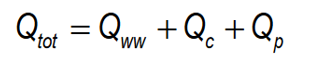 Q_tot = Q_ww + Q_c + Q_p